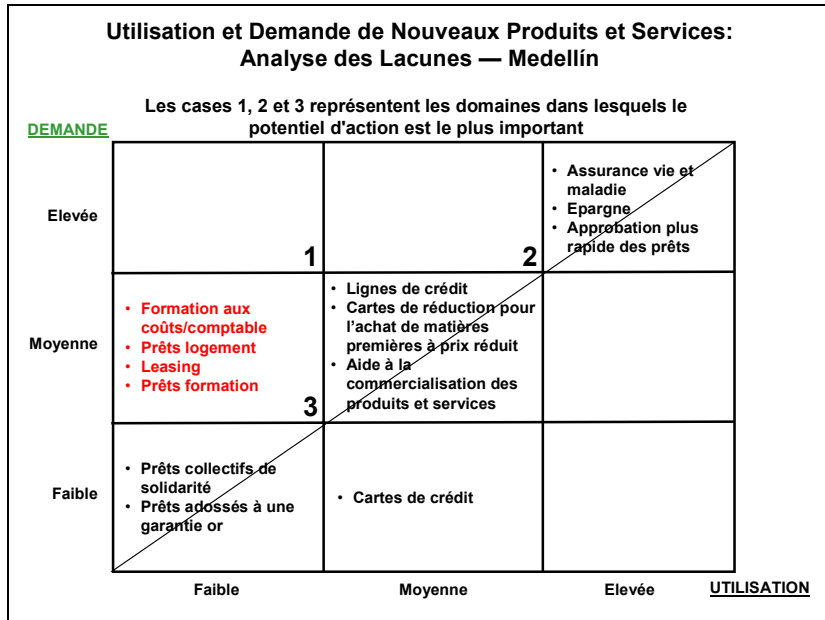 Utilisation et Demande de Nouveaux Produits et Services:
Analyse des Lacunes — Medellín
Les cases 1, 2 et 3 représentent les domaines dans lesquels le
potentiel d'action est le plus important
DEMANDE
Elevée
1
2
• Assurance vie et
maladie
• Epargne
• Approbation plus
rapide des prêts
Moyenne
• Formation aux
coûts/comptable
• Prêts logement
• Leasing
• Prêts formation
3
• Lignes de crédit
• Cartes de réduction pour
l'achat de matières
premières à prix réduit
• Aide à la
commercialisation des
produits et services
Faible
• Prêts collectifs de
solidarité
• Prêts adossés à une
garantie or
• Cartes de crédit
Faible
Moyenne
Elevée
UTILISATION